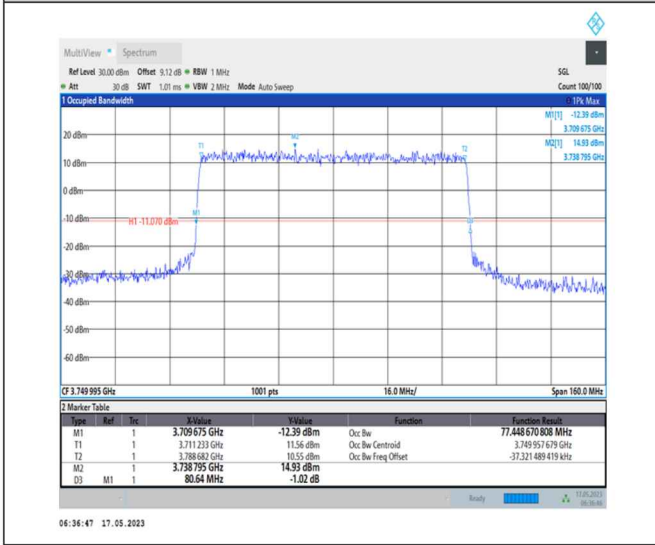 MultiView Spectrum
Ref Level 30.00 dBm Offset 9.12 dB RBW 1 MHz SGL
Att 30 dB SWT 1.01 ms VBW 2 MHz Mode Auto Sweep Count 100/100
1 Occupied Bandwidth 1Pk Max
M1[1] -12.39 dBm
3.709 675 GHz
M2[1] 14.93 dBm
3.738 795 GHz
20 dBm
T1 M2 T2
10 dBm
0 dBm
M1
-10 dBm
H1 -11.070 dBm
-20 dBm
-30 dBm
-40 dBm
-50 dBm
-60 dBm
CF 3.749 995 GHz 1001 pts 16.0 MHz/ Span 160.0 MHz
2 Marker Table
Type Ref Trc X-Value Y-Value Function Function Result
M1 1 3.709 675 GHz -12.39 dBm Occ Bw 77.448 670 808 MHz
T1 1 3.711 233 GHz 11.56 dBm Occ Bw Centroid 3.749 957 679 GHz
T2 1 3.788 682 GHz 10.55 dBm Occ Bw Freq Offset -37.321 489 419 kHz
M2 1 3.738 795 GHz 14.93 dBm
D3 M1 1 80.64 MHz -1.02 dB
Ready 17.05.2023
06:36:46
06:36:47 17.05.2023